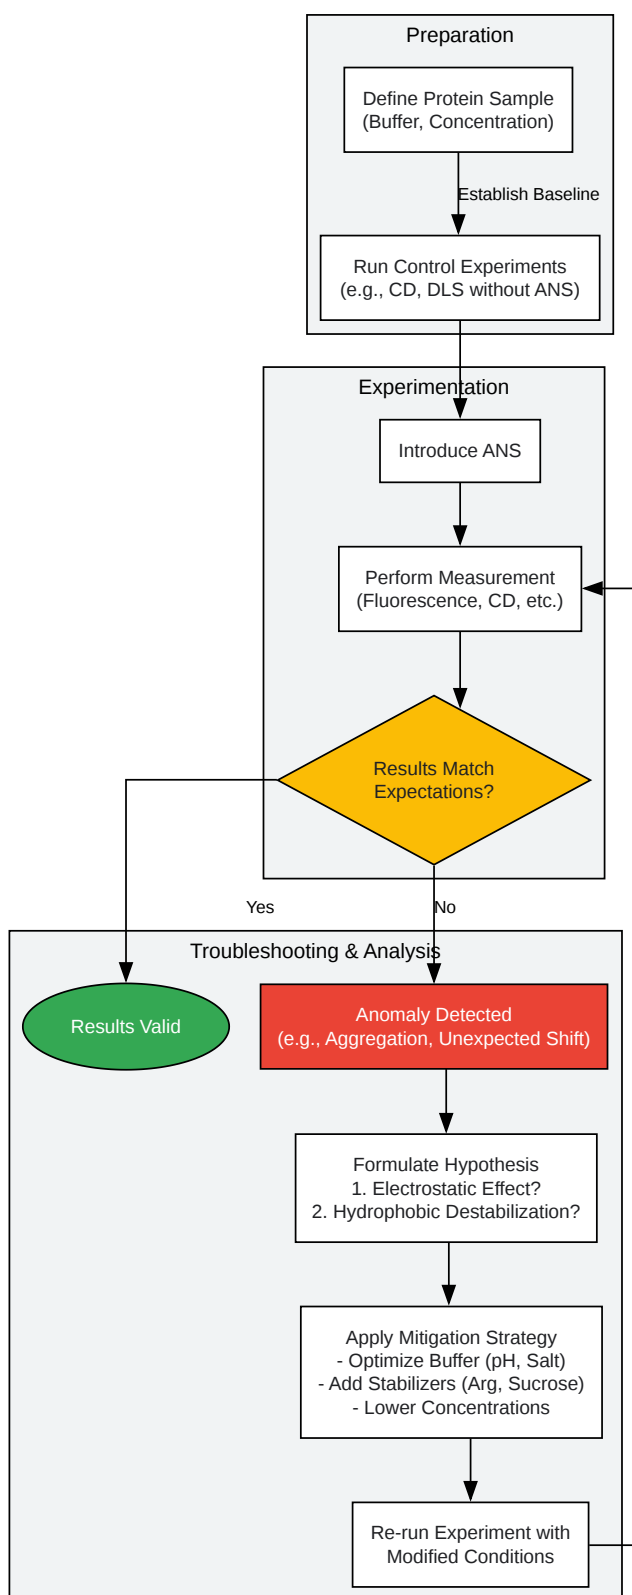 Preparation
Define Protein Sample
(Buffer, Concentration)
Establish Baseline
Run Control Experiments
(e.g., CD, DLS without ANS)
Experimentation
Introduce ANS
Perform Measurement
(Fluorescence, CD, etc.)
Results Match
Expectations?
Yes
No
Troubleshooting & Analysis
Results Valid
Anomaly Detected
(e.g., Aggregation, Unexpected Shift)
Formulate Hypothesis
1. Electrostatic Effect?
2. Hydrophobic Destabilization?
Apply Mitigation Strategy
- Optimize Buffer (pH, Salt)
- Add Stabilizers (Arg, Sucrose)
- Lower Concentrations
Re-run Experiment with
Modified Conditions